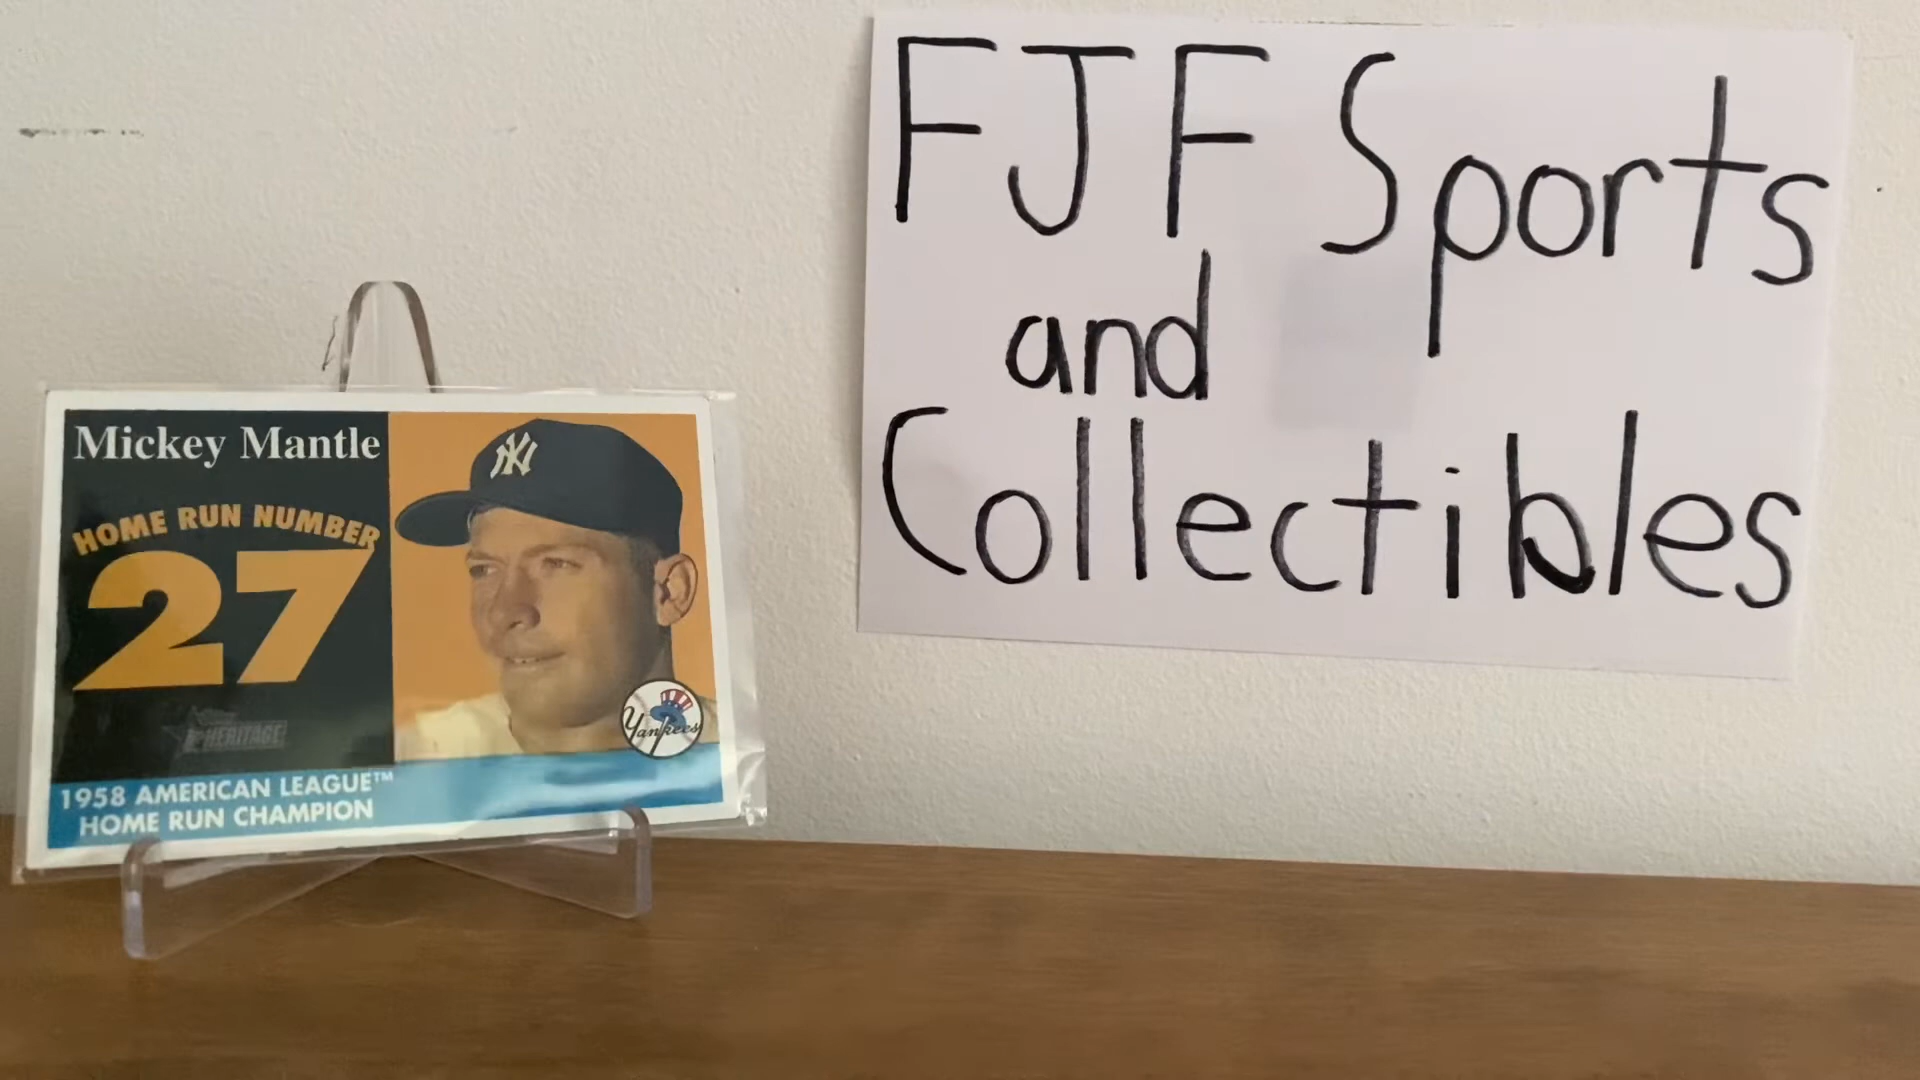 Mickey Mantle
HOME RUN NUMBER
27
HERITAGE
1958 AMERICAN LEAGUE™
HOME RUN CHAMPION
NY
Yankees
FJF Sports
and
Collectibles